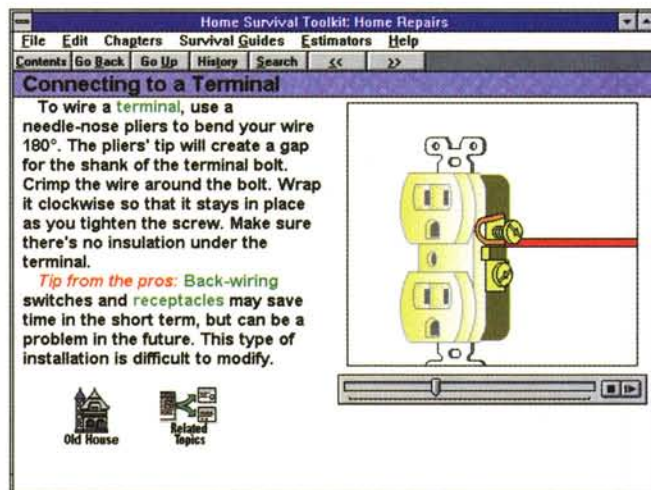 Home Survival Toolkit: Home Repairs
File Edit Chapters Survival Guides Estimators Help
Contents Go Back Go Up History Search << >>
Connecting to a Terminal
To wire a terminal, use a
needle-nose pliers to bend your wire
180°. The pliers' tip will create a gap
for the shank of the terminal bolt.
Crimp the wire around the bolt. Wrap
it clockwise so that it stays in place
as you tighten the screw. Make sure
there's no insulation under the
terminal.
Tip from the pros: Back-wiring
switches and receptacles may save
time in the short term, but can be a
problem in the future. This type of
installation is difficult to modify.
Old House
Related
Topics